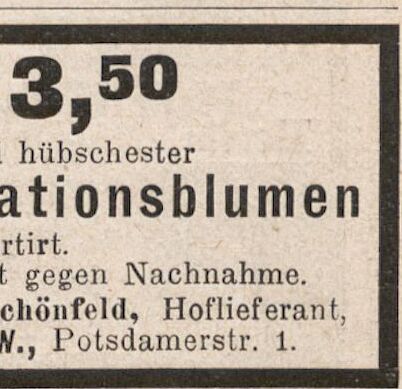 3,50
hübschester
ationsblumen
rtirt.
t gegen Nachnahme.
chönfeld, Hoflieferant,
W., Potsdamerstr. 1.